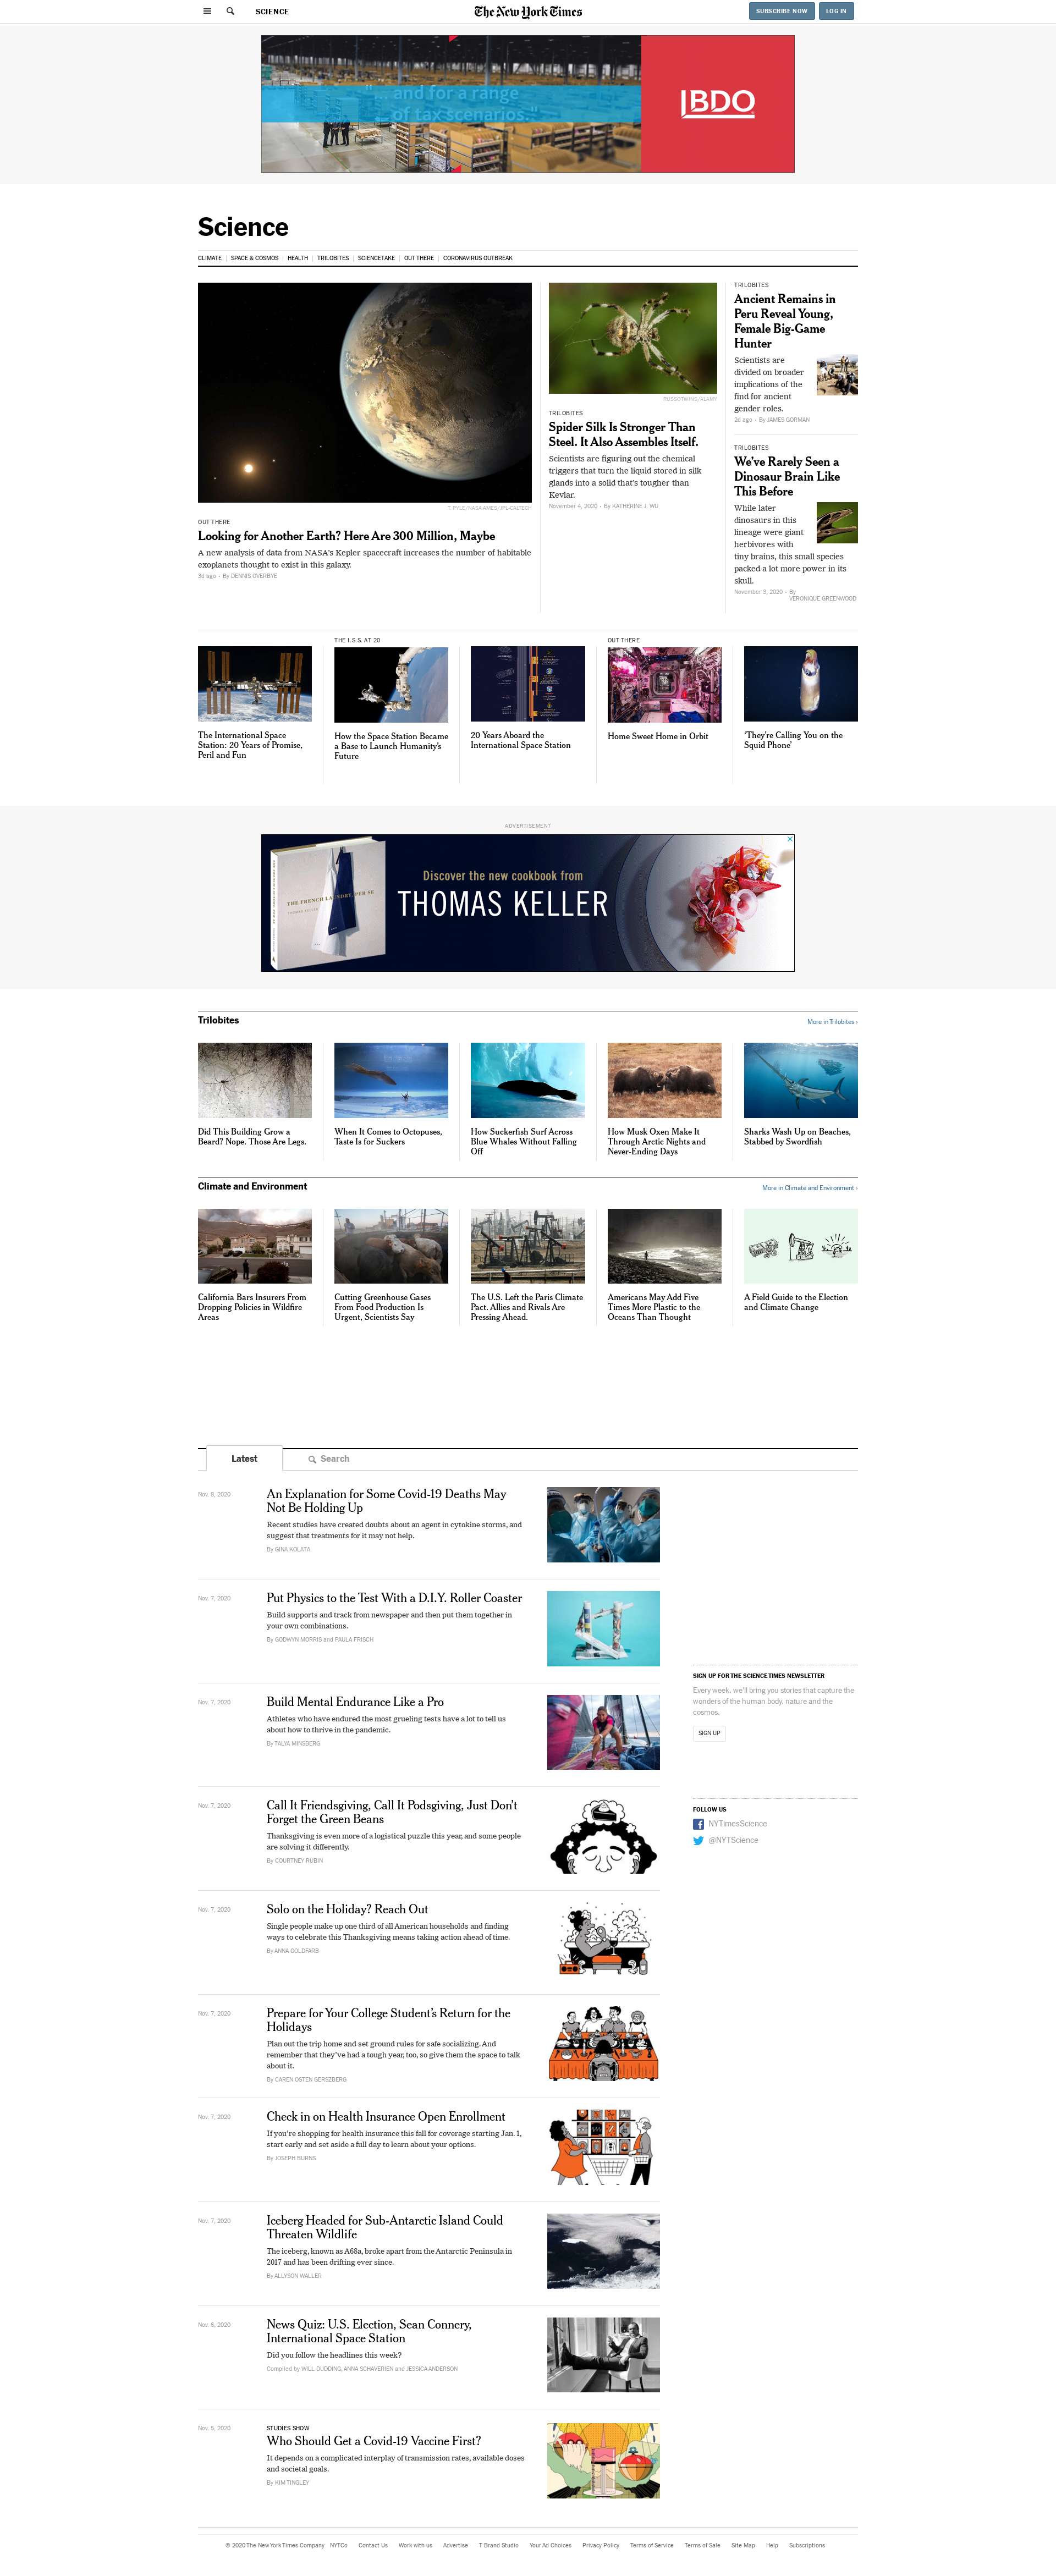 SCIENCE
The New York Times
SUBSCRIBE NOW
LOG IN
"... and for a range
of tax scenarios."
IBDO
Science
CLIMATE
SPACE & COSMOS
HEALTH
TRILOBITES
SCIENCETAKE
OUT THERE
CORONAVIRUS OUTBREAK
T. PYLE/NASA AMES/JPL-CALTECH
OUT THERE
Looking for Another Earth? Here Are 300 Million, Maybe
A new analysis of data from NASA's Kepler spacecraft increases the number of habitable
exoplanets thought to exist in this galaxy.
3d ago - By DENNIS OVERBYE
RUSSOTWINS/ALAMY
TRILOBITES
Spider Silk Is Stronger Than
Steel. It Also Assembles Itself.
Scientists are figuring out the chemical
triggers that turn the liquid stored in silk
glands into a solid that's tougher than
Kevlar.
November 4, 2020 - By KATHERINE J. WU
TRILOBITES
Ancient Remains in
Peru Reveal Young,
Female Big-Game
Hunter
Scientists are
divided on broader
implications of the
find for ancient
gender roles.
2d ago - By JAMES GORMAN
TRILOBITES
We've Rarely Seen a
Dinosaur Brain Like
This Before
While later
dinosaurs in this
lineage were giant
herbivores with
tiny brains, this small species
packed a lot more power in its
skull.
November 3, 2020 - By
VERONIQUE GREENWOOD
The International Space
Station: 20 Years of Promise,
Peril and Fun
THE I.S.S. AT 20
How the Space Station Became
a Base to Launch Humanity's
Future
20 Years Aboard the
International Space Station
OUT THERE
Home Sweet Home in Orbit
'They're Calling You on the
Squid Phone'
ADVERTISEMENT
THE FRENCH LAUNDRY, PER SE
Discover the new cookbook from
THOMAS KELLER
Trilobites
More in Trilobites ›
Did This Building Grow a
Beard? Nope. Those Are Legs.
When It Comes to Octopuses,
Taste Is for Suckers
How Suckerfish Surf Across
Blue Whales Without Falling
Off
How Musk Oxen Make It
Through Arctic Nights and
Never-Ending Days
Sharks Wash Up on Beaches,
Stabbed by Swordfish
Climate and Environment
More in Climate and Environment ›
California Bars Insurers From
Dropping Policies in Wildfire
Areas
Cutting Greenhouse Gases
From Food Production Is
Urgent, Scientists Say
The U.S. Left the Paris Climate
Pact. Allies and Rivals Are
Pressing Ahead.
Americans May Add Five
Times More Plastic to the
Oceans Than Thought
A Field Guide to the Election
and Climate Change
Latest
Search
Nov. 8, 2020
An Explanation for Some Covid-19 Deaths May
Not Be Holding Up
Recent studies have created doubts about an agent in cytokine storms, and
suggest that treatments for it may not help.
By GINA KOLATA
Nov. 7, 2020
Put Physics to the Test With a D.I.Y. Roller Coaster
Build supports and track from newspaper and then put them together in
your own combinations.
By GODWYN MORRIS and PAULA FRISCH
Nov. 7, 2020
Build Mental Endurance Like a Pro
Athletes who have endured the most grueling tests have a lot to tell us
about how to thrive in the pandemic.
By TALYA MINSBERG
Nov. 7, 2020
Call It Friendsgiving, Call It Podsgiving, Just Don't
Forget the Green Beans
Thanksgiving is even more of a logistical puzzle this year, and some people
are solving it differently.
By COURTNEY RUBIN
Nov. 7, 2020
Solo on the Holiday? Reach Out
Single people make up one third of all American households and finding
ways to celebrate this Thanksgiving means taking action ahead of time.
By ANNA GOLDFARB
Nov. 7, 2020
Prepare for Your College Student's Return for the
Holidays
Plan out the trip home and set ground rules for safe socializing. And
remember that they've had a tough year, too, so give them the space to talk
about it.
By CAREN OSTEN GERSZBERG
Nov. 7, 2020
Check in on Health Insurance Open Enrollment
If you're shopping for health insurance this fall for coverage starting Jan. 1,
start early and set aside a full day to learn about your options.
By JOSEPH BURNS
Nov. 7, 2020
Iceberg Headed for Sub-Antarctic Island Could
Threaten Wildlife
The iceberg, known as A68a, broke apart from the Antarctic Peninsula in
2017 and has been drifting ever since.
By ALLYSON WALLER
Nov. 6, 2020
News Quiz: U.S. Election, Sean Connery,
International Space Station
Did you follow the headlines this week?
Compiled by WILL DUDDING, ANNA SCHAVERIEN and JESSICA ANDERSON
Nov. 5, 2020
STUDIES SHOW
Who Should Get a Covid-19 Vaccine First?
It depends on a complicated interplay of transmission rates, available doses
and societal goals.
By KIM TINGLEY
SIGN UP FOR THE SCIENCE TIMES NEWSLETTER
Every week, we'll bring you stories that capture the
wonders of the human body, nature and the
cosmos.
SIGN UP
FOLLOW US
NYTimesScience
@NYTScience
© 2020 The New York Times Company
NYTCo
Contact Us
Work with us
Advertise
T Brand Studio
Your Ad Choices
Privacy Policy
Terms of Service
Terms of Sale
Site Map
Help
Subscriptions